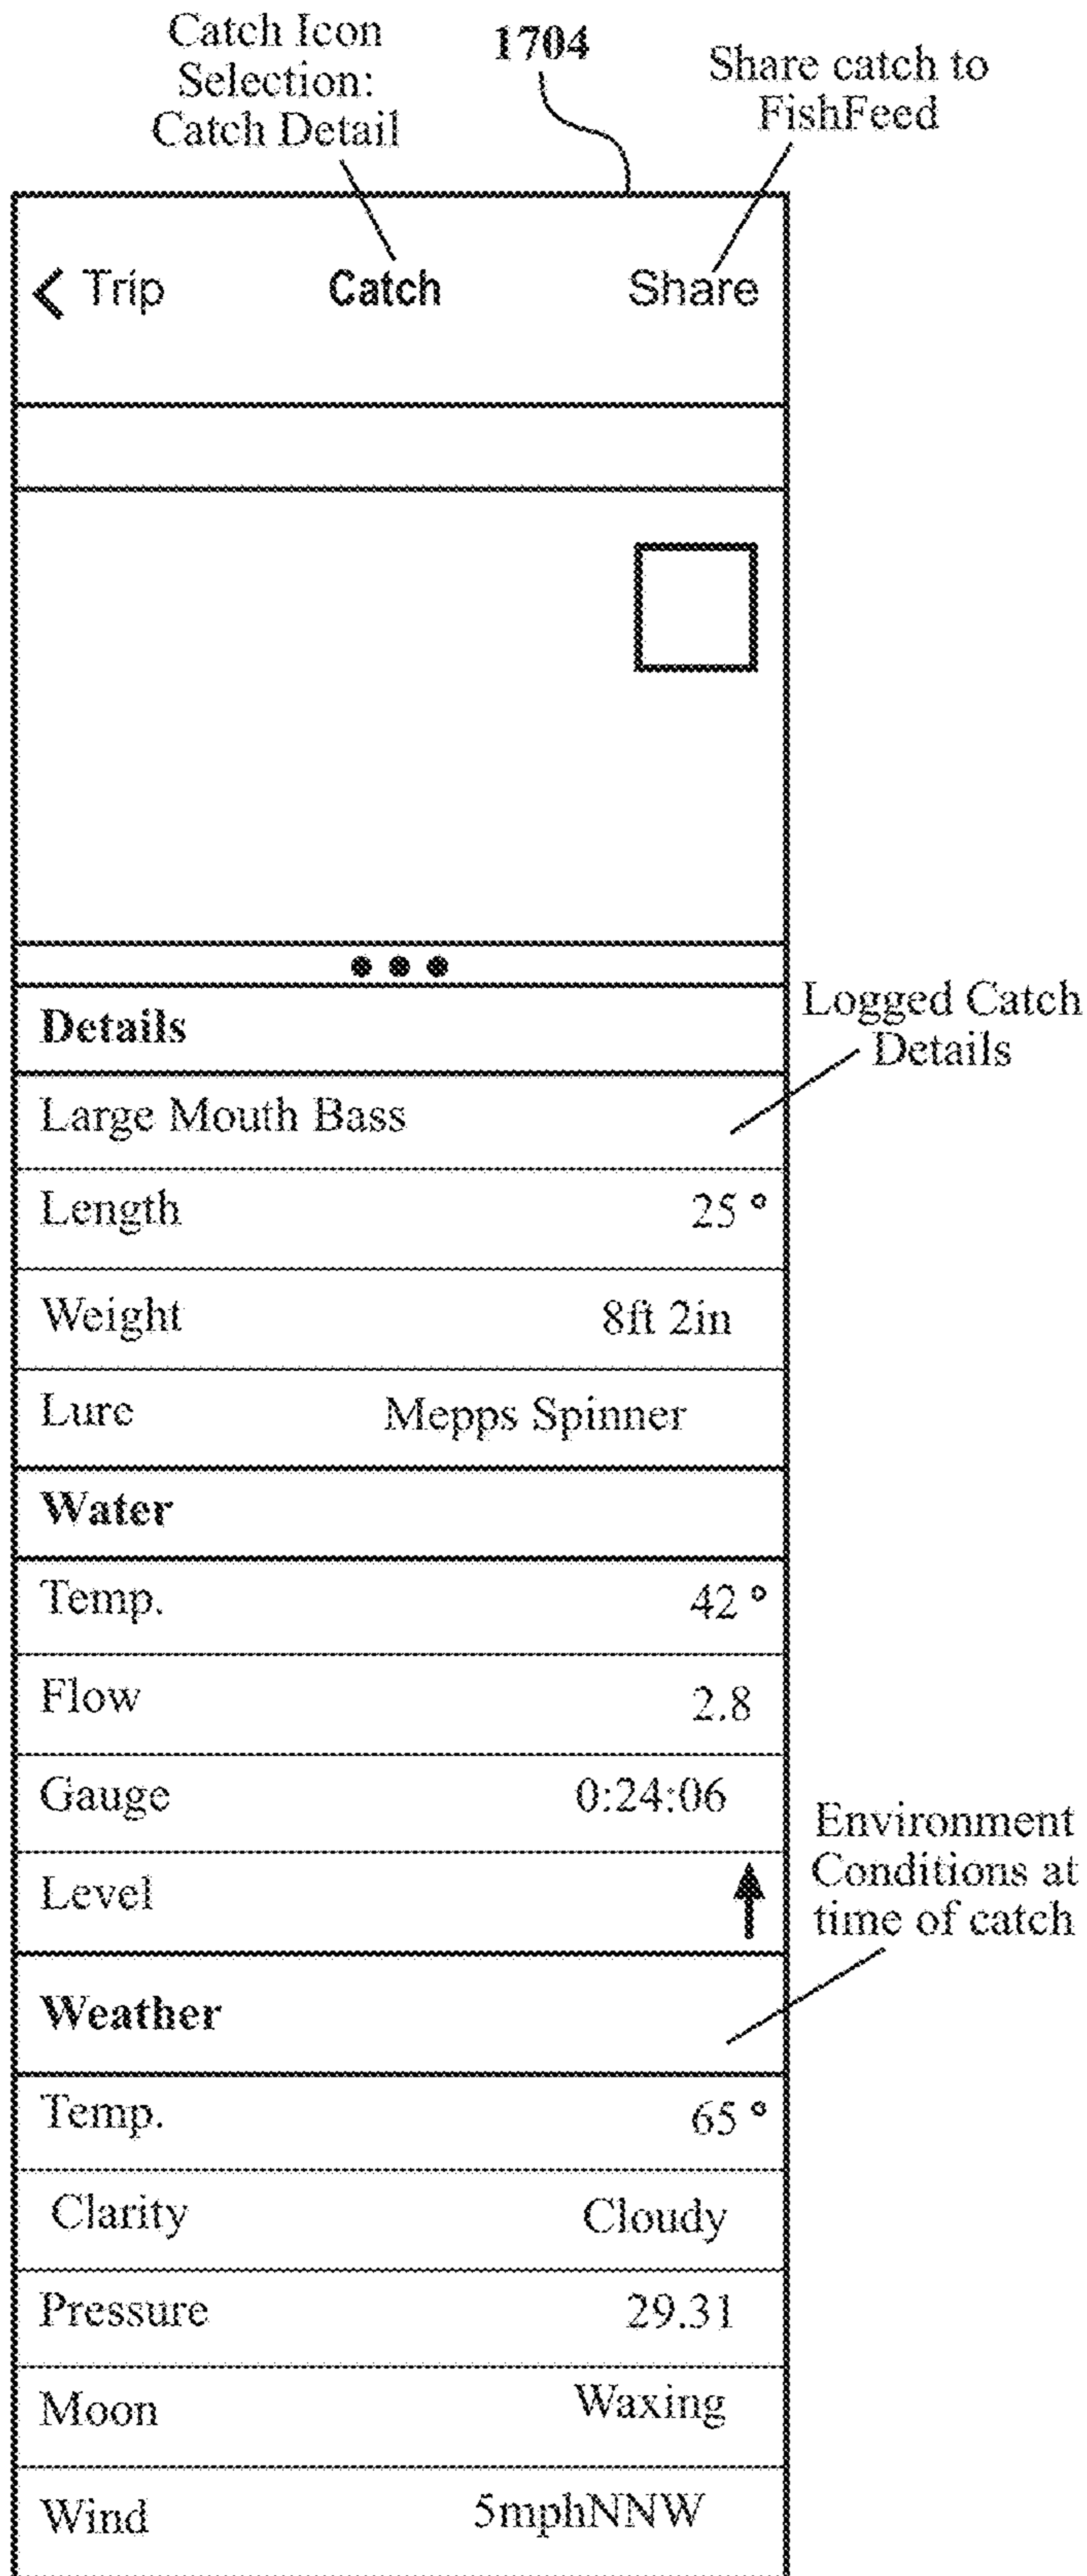 Catch Icon
Selection:
Catch Detail
1704
Share catch to
FishFeed
< Trip Catch Share
Details
Logged Catch
Details
Large Mouth Bass
Length 25 °
Weight 8ft 2in
Lure Mepps Spinner
Water
Temp. 42 °
Flow 2.8
Gauge 0:24:06
Level ↑
Environment
Conditions at
time of catch
Weather
Temp. 65 °
Clarity Cloudy
Pressure 29.31
Moon Waxing
Wind 5mphNNW